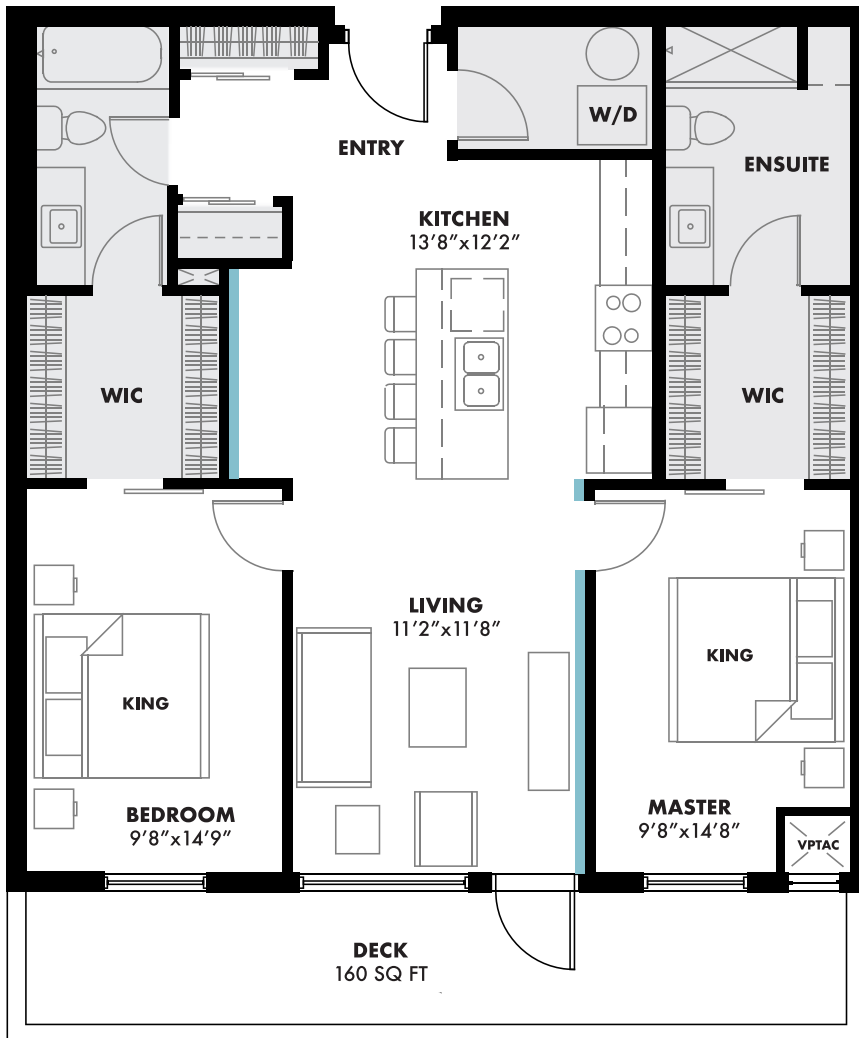 W/D
ENTRY
ENSUITE
KITCHEN
13’8”x12’2”
WIC
WIC
LIVING
11’2”x11’8”
KING
KING
BEDROOM
9’8”x14’9”
MASTER
9’8”x14’8”
VPTAC
DECK
160 SQ FT